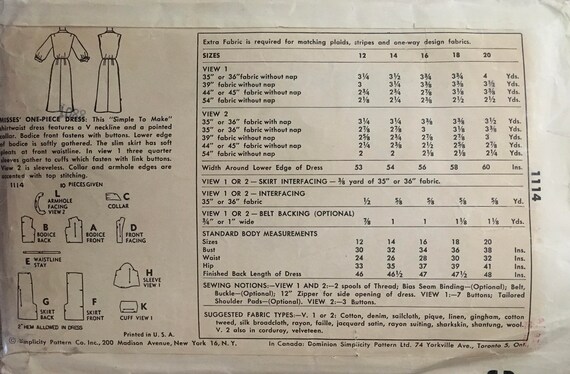 Extra Fabric is required for matching plaids, stripes and one-way design fabrics.
SIZES 12 14 16 18 20
VIEW 1
35" or 36" fabric without nap 3¼ 3½ 3¾ 3¾ 4 Yds.
39" fabric without nap 3 3¼ 3⅜ 3⅜ 3½ Yds.
44" or 45" fabric without nap 2¾ 2¾ 2⅞ 3 3⅛ Yds.
54" fabric without nap 2⅛ 2¼ 2⅜ 2½ 2½ Yds.
VIEW 2
35" or 36" fabric with nap 3¼ 3¼ 3⅜ 3½ 3½ Yds.
35" or 36" fabric without nap 2⅞ 2⅞ 3 3⅛ 3⅜ Yds.
39" fabric without nap 2⅝ 2¾ 2⅞ 2⅞ 3 Yds.
44" or 45" fabric without nap 2¼ 2⅜ 2½ 2⅝ 2⅞ Yds.
54" fabric without nap 2 2 2⅛ 2⅛ 2¼ Yds.
Width Around Lower Edge of Dress 53 54 56 58 60 Ins.
VIEW 1 OR 2 – SKIRT INTERFACING – ⅜ yard of 35" or 36" fabric.
VIEW 1 OR 2 – INTERFACING
35" or 36" fabric ½ ⅝ ⅝ ⅝ ⅝ Yd.
VIEW 1 OR 2 – BELT BACKING (OPTIONAL)
¾" or 1" wide ⅞ 1 1 1⅛ 1⅛ Yds.
STANDARD BODY MEASUREMENTS
Sizes 12 14 16 18 20
Bust 30 32 34 36 38 Ins.
Waist 24 26 28 30 32 Ins.
Hip 33 35 37 39 41 Ins.
Finished Back Length of Dress 46 46½ 47 47½ 48 Ins.
SEWING NOTIONS:–VIEW 1 AND 2:–2 spools of Thread; Bias Seam Binding–(Optional); Belt,
Buckle–(Optional); 12" Zipper for side opening of dress. VIEW 1:–7 Buttons; Tailored
Shoulder Pads–(Optional). VIEW 2:–3 Buttons.
SUGGESTED FABRIC TYPES:–V. 1 or 2: Cotton, denim, sailcloth, pique, linen, gingham, cotton
tweed, silk broadcloth, rayon, faille, jacquard satin, rayon suiting, sharkskin, shantung, wool.
V. 2 also in corduroy, velveteen.
1114
MISSES' ONE-PIECE DRESS: This "Simple To Make"
shirtwaist dress features a V neckline and a pointed
collar. Bodice front fastens with buttons. Lower edge
of bodice is softly gathered. The slim skirt has soft
pleats at front waistline. In view 1 three quarter
sleeves gather to cuffs which fasten with link buttons.
View 2 is sleeveless. Collar and armhole edges are
accented with top stitching.
1114 10 PIECES GIVEN
L
ARMHOLE
FACING
VIEW 2
C
COLLAR
B
BODICE
BACK
A
BODICE
FRONT
D
FRONT
FACING
E WAISTLINE
STAY
H
SLEEVE
VIEW 1
G
SKIRT
BACK
F
SKIRT
FRONT
K
CUFF VIEW 1
2" HEM ALLOWED IN DRESS
Printed in U. S. A.
© Simplicity Pattern Co. Inc., 200 Madison Avenue, New York 16, N. Y.
In Canada: Dominion Simplicity Pattern Ltd. 74 Yorkville Ave., Toronto 5, Ont.